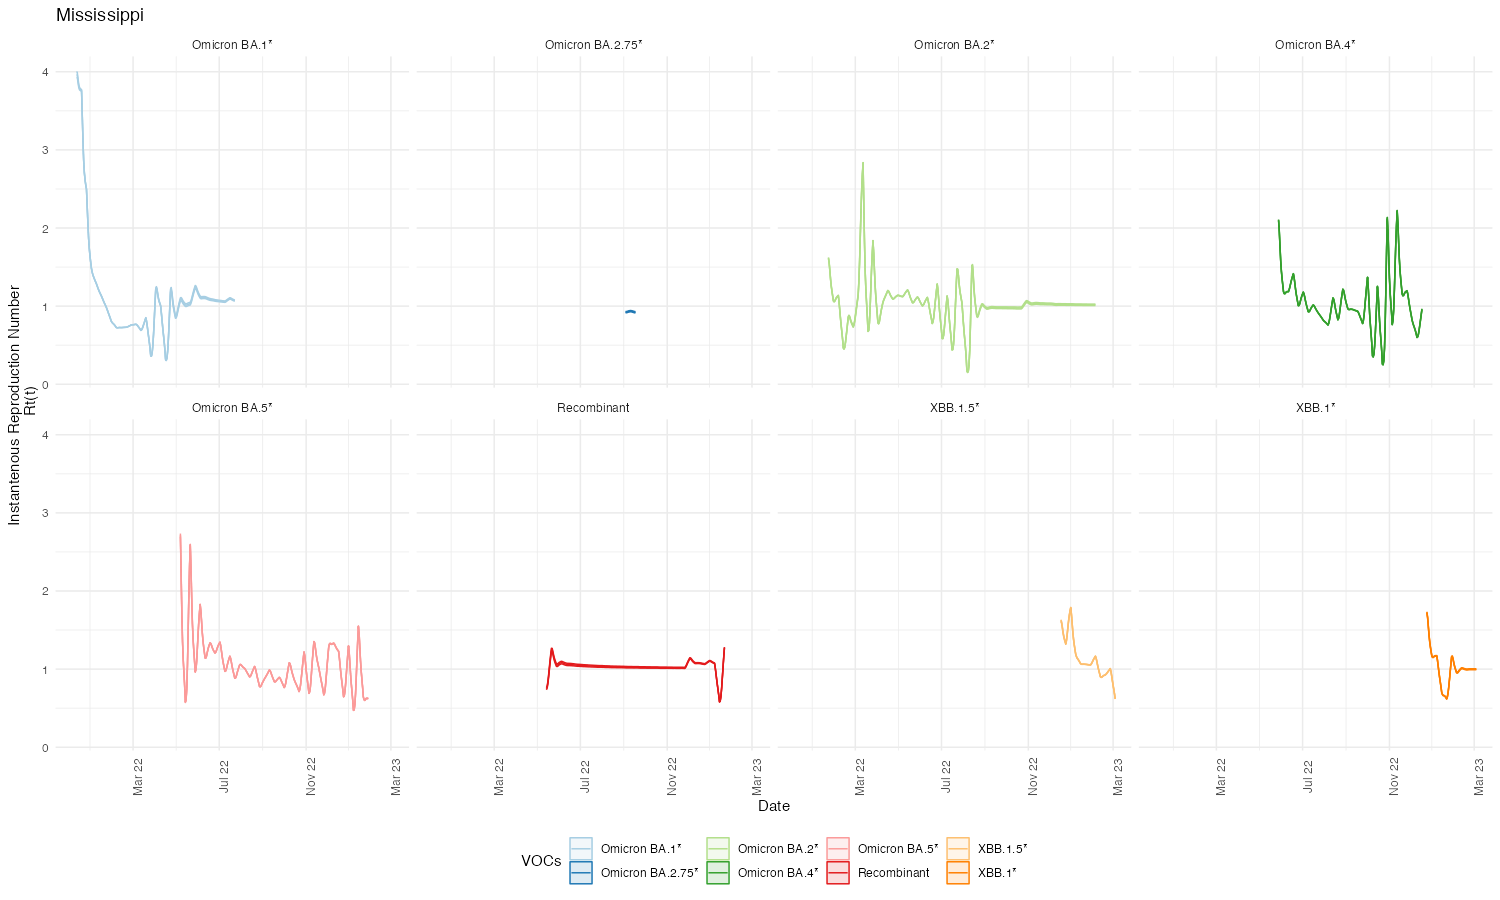 Mississippi
Omicron BA.1*
Omicron BA.2.75*
Omicron BA.2*
Omicron BA.4*
4
3
2
1
0
Instantenous Reproduction Number
Rt(t)
Omicron BA.5*
Recombinant
XBB.1.5*
XBB.1*
4
3
2
1
0
Mar 22
Jul 22
Nov 22
Mar 23
Mar 22
Jul 22
Nov 22
Mar 23
Mar 22
Jul 22
Nov 22
Mar 23
Mar 22
Jul 22
Nov 22
Mar 23
Date
VOCs
Omicron BA.1*
Omicron BA.2*
Omicron BA.5*
XBB.1.5*
Omicron BA.2.75*
Omicron BA.4*
Recombinant
XBB.1*